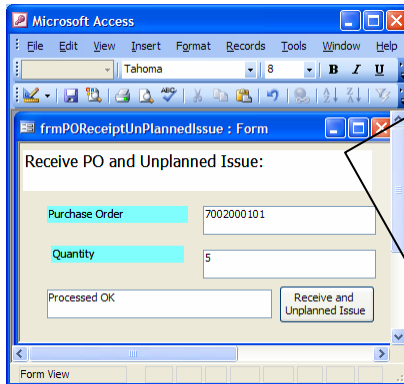 Microsoft Access
File Edit View Insert Format Records Tools Window Help
Tahoma 8 B I U
frmPOReceiptUnPlannedIssue : Form
Receive PO and Unplanned Issue:
Purchase Order 7002000101
Quantity 5
Processed OK
Receive and
Unplanned Issue
Form View